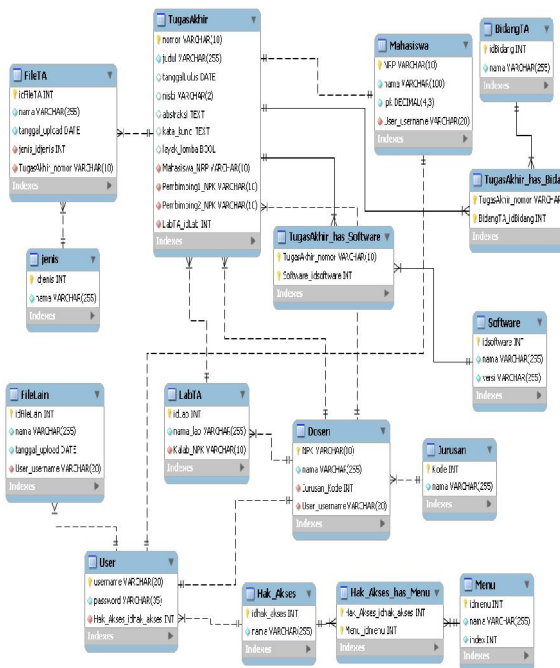 TugasAkhir
nomor VARCHAR(10)
judul VARCHAR(255)
tanggal_lulus DATE
nisbi VARCHAR(2)
abstraksi TEXT
kata_kunci TEXT
layak_lomba BOOL
Mahasiswa_NRP VARCHAR(10)
Pembimbing1_NPK VARCHAR(10)
Pembimbing2_NPK VARCHAR(10)
LabTA_idLab INT
Indexes
FileTA
idFileTA INT
nama VARCHAR(255)
tanggal_upload DATE
jenis_idjenis INT
TugasAkhir_nomor VARCHAR(10)
Indexes
Mahasiswa
NRP VARCHAR(10)
nama VARCHAR(100)
ipk DECIMAL(4,3)
User_username VARCHAR(20)
Indexes
BidangTA
idBidang INT
nama VARCHAR(255)
Indexes
TugasAkhir_has_Bida
TugasAkhir_nomor VARCHAR
BidangTA_idBidang INT
Indexes
jenis
idjenis INT
nama VARCHAR(255)
Indexes
TugasAkhir_has_Software
TugasAkhir_nomor VARCHAR(10)
Software_idsoftware INT
Indexes
Software
idsoftware INT
nama VARCHAR(255)
versi VARCHAR(255)
Indexes
FileLain
idFileLain INT
nama VARCHAR(255)
tanggal_upload DATE
User_username VARCHAR(20)
Indexes
LabTA
idLab INT
nama_lab VARCHAR(255)
Kalab_NPK VARCHAR(10)
Indexes
Dosen
NPK VARCHAR(10)
nama VARCHAR(255)
Jurusan_Kode INT
User_username VARCHAR(20)
Indexes
Jurusan
Kode INT
nama VARCHAR(255)
Indexes
User
username VARCHAR(20)
password VARCHAR(35)
Hak_Akses_idhak_akses INT
Indexes
Hak_Akses
idhak_akses INT
nama VARCHAR(255)
Indexes
Hak_Akses_has_Menu
Hak_Akses_idhak_akses INT
Menu_idmenu INT
Indexes
Menu
idmenu INT
nama VARCHAR(255)
index INT
Indexes